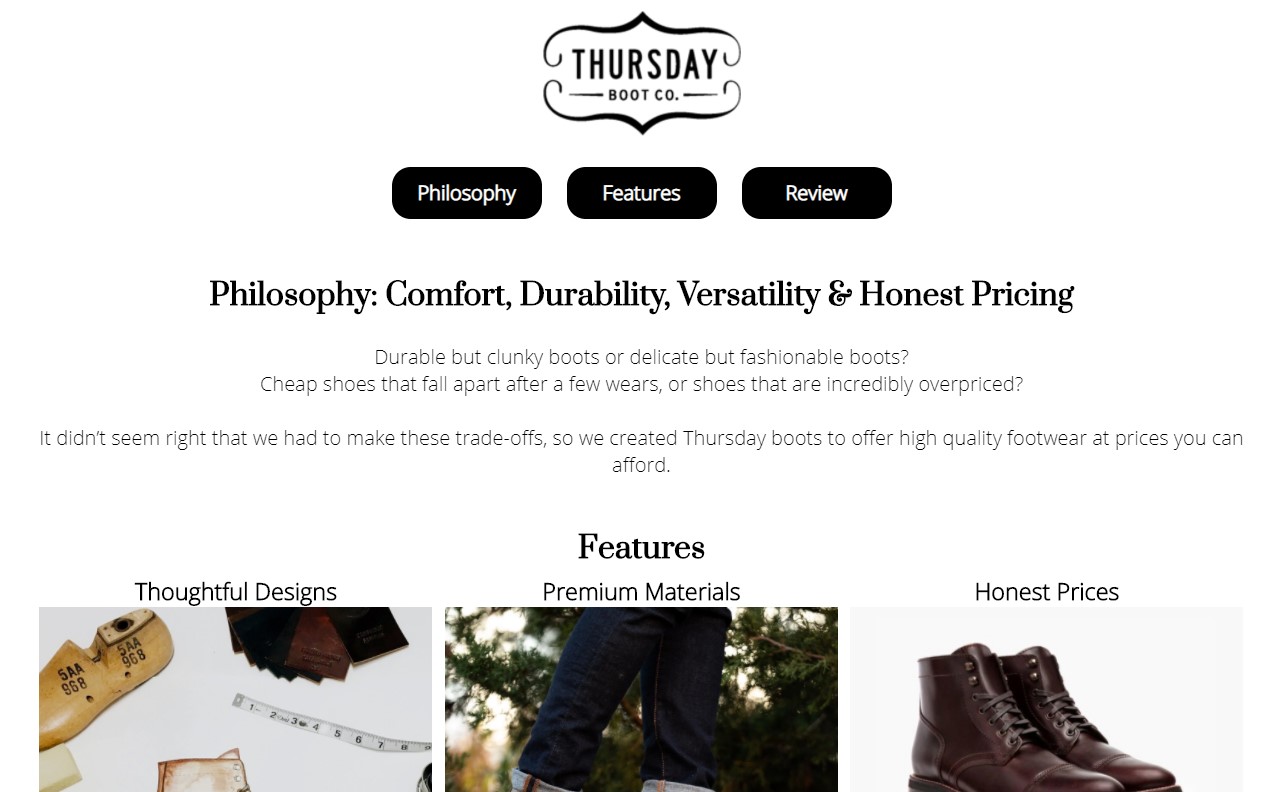 THURSDAY
BOOT CO.
Philosophy Features Review
Philosophy: Comfort, Durability, Versatility & Honest Pricing
Durable but clunky boots or delicate but fashionable boots?
Cheap shoes that fall apart after a few wears, or shoes that are incredibly overpriced?
It didn’t seem right that we had to make these trade-offs, so we created Thursday boots to offer high quality footwear at prices you can
afford.
Features
Thoughtful Designs Premium Materials Honest Prices
5AA
968
5AA
968
1 2 3 4 5 6 7 8